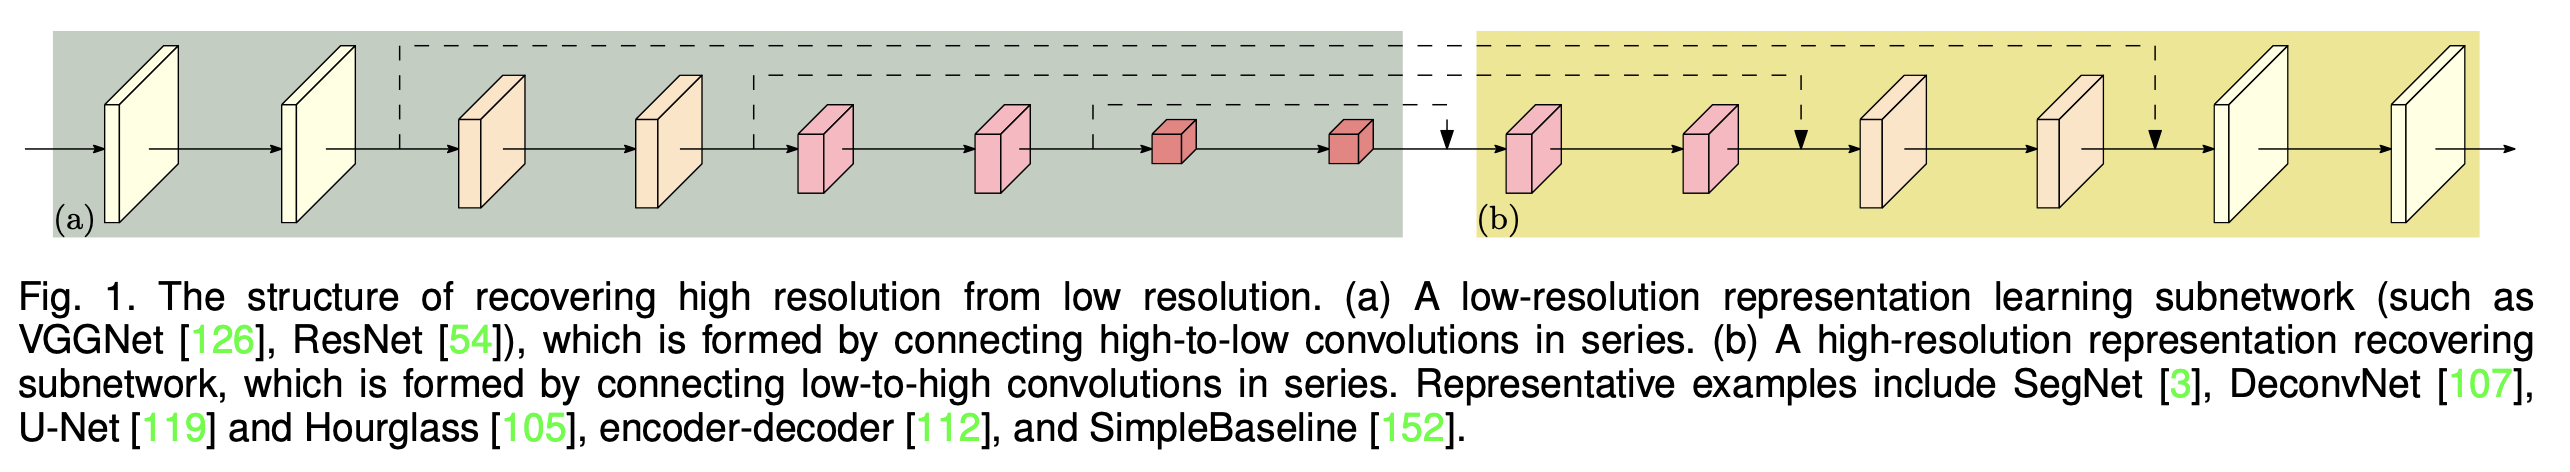 (a)
(b)
Fig. 1. The structure of recovering high resolution from low resolution. (a) A low-resolution representation learning subnetwork (such as
VGGNet [126], ResNet [54]), which is formed by connecting high-to-low convolutions in series. (b) A high-resolution representation recovering
subnetwork, which is formed by connecting low-to-high convolutions in series. Representative examples include SegNet [3], DeconvNet [107],
U-Net [119] and Hourglass [105], encoder-decoder [112], and SimpleBaseline [152].